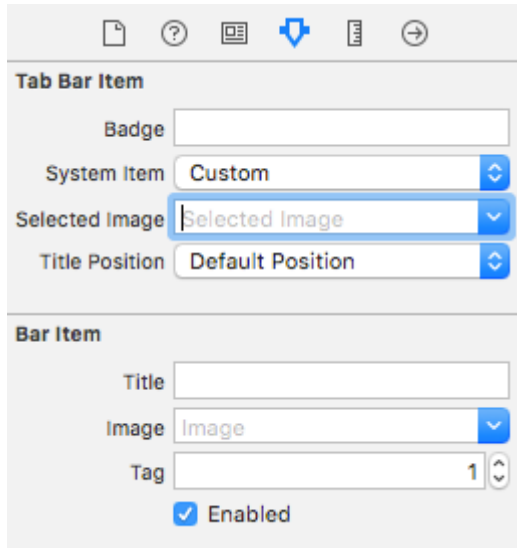 Tab Bar Item
Badge
System Item Custom
Selected Image Selected Image
Title Position Default Position
Bar Item
Title
Image Image
Tag 1
Enabled